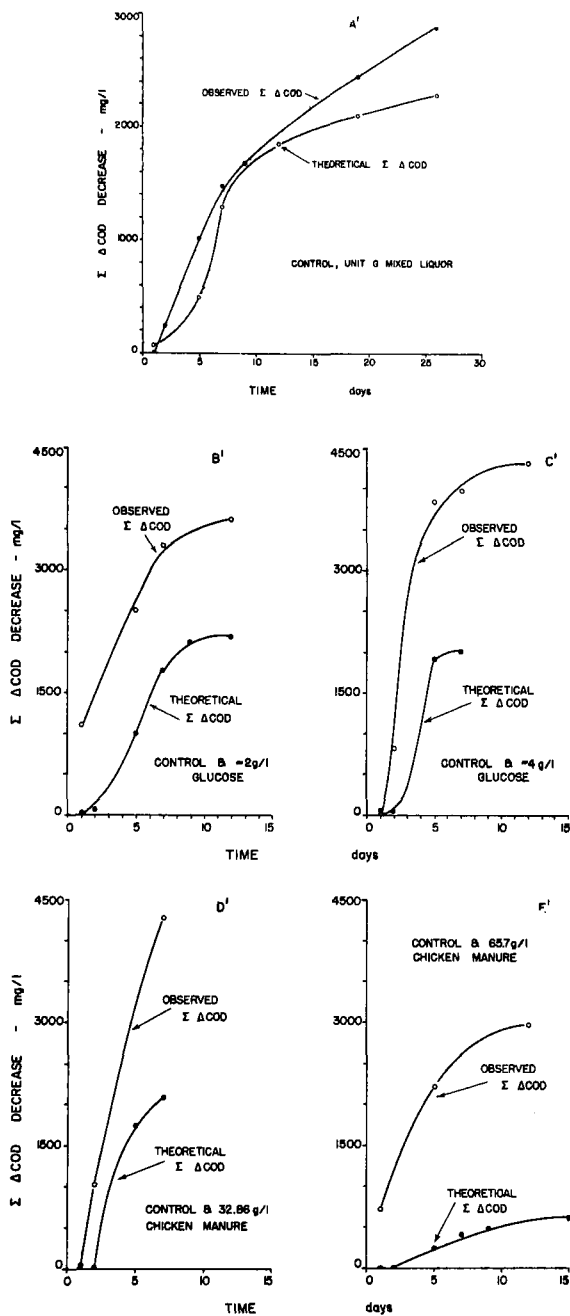 A'
3000
2000
1000
0
Σ ΔCOD DECREASE - mg/l
OBSERVED Σ ΔCOD
THEORETICAL Σ ΔCOD
CONTROL, UNIT G MIXED LIQUOR
0 5 10 15 20 25 30
TIME days
B'
4500
3000
1500
0
Σ ΔCOD DECREASE - mg/l
OBSERVED
Σ ΔCOD
THEORETICAL
Σ ΔCOD
CONTROL & ≈2g/l
GLUCOSE
0 5 10 15
TIME
C'
4500
3000
1500
0
OBSERVED
Σ ΔCOD
THEORETICAL
Σ ΔCOD
CONTROL & ≈4g/l
GLUCOSE
0 5 10 15
days
D'
4500
3000
1500
0
Σ ΔCOD DECREASE - mg/l
OBSERVED
Σ ΔCOD
THEORETICAL
Σ ΔCOD
CONTROL & 32.86g/l
CHICKEN MANURE
0 5 10 15
TIME
E'
4500
3000
1500
0
CONTROL & 65.7g/l
CHICKEN MANURE
OBSERVED
Σ ΔCOD
THEORETICAL
Σ ΔCOD
0 5 10 15
days